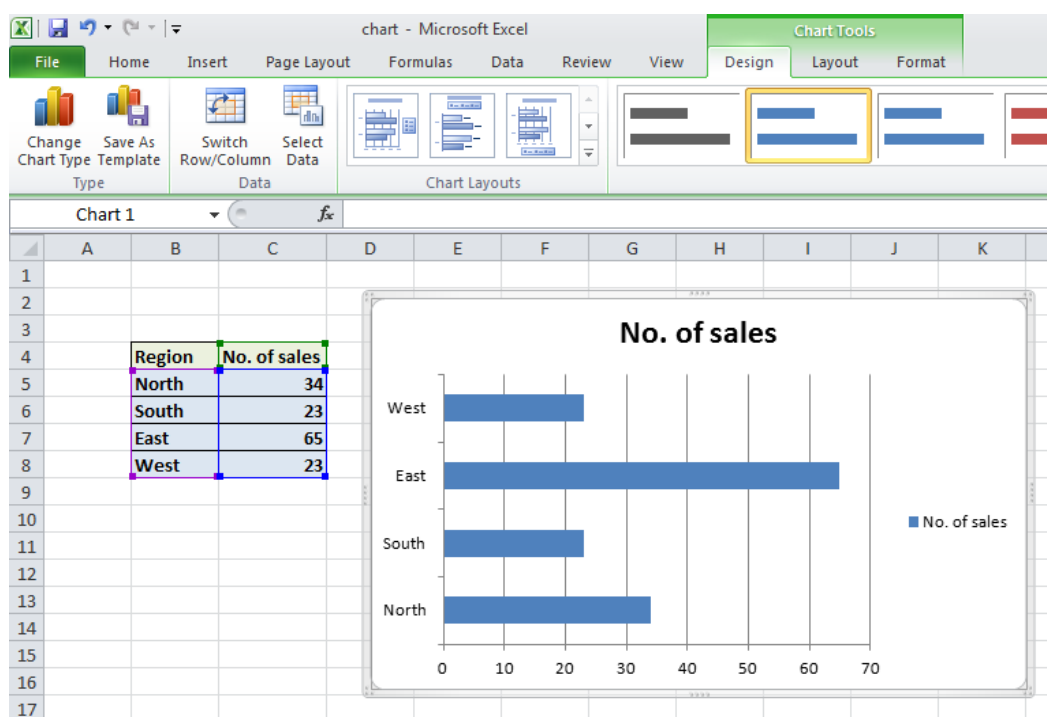 chart - Microsoft Excel
Chart Tools
File Home Insert Page Layout Formulas Data Review View Design Layout Format
Change Chart Type
Save As Template
Switch Row/Column
Select Data
Type
Data
Chart Layouts
Chart 1
fx
A B C D E F G H I J K
1
2
3
4 Region No. of sales
5 North 34
6 South 23
7 East 65
8 West 23
9
10
11
12
13
14
15
16
17
No. of sales
West
East
South
North
0 10 20 30 40 50 60 70
No. of sales